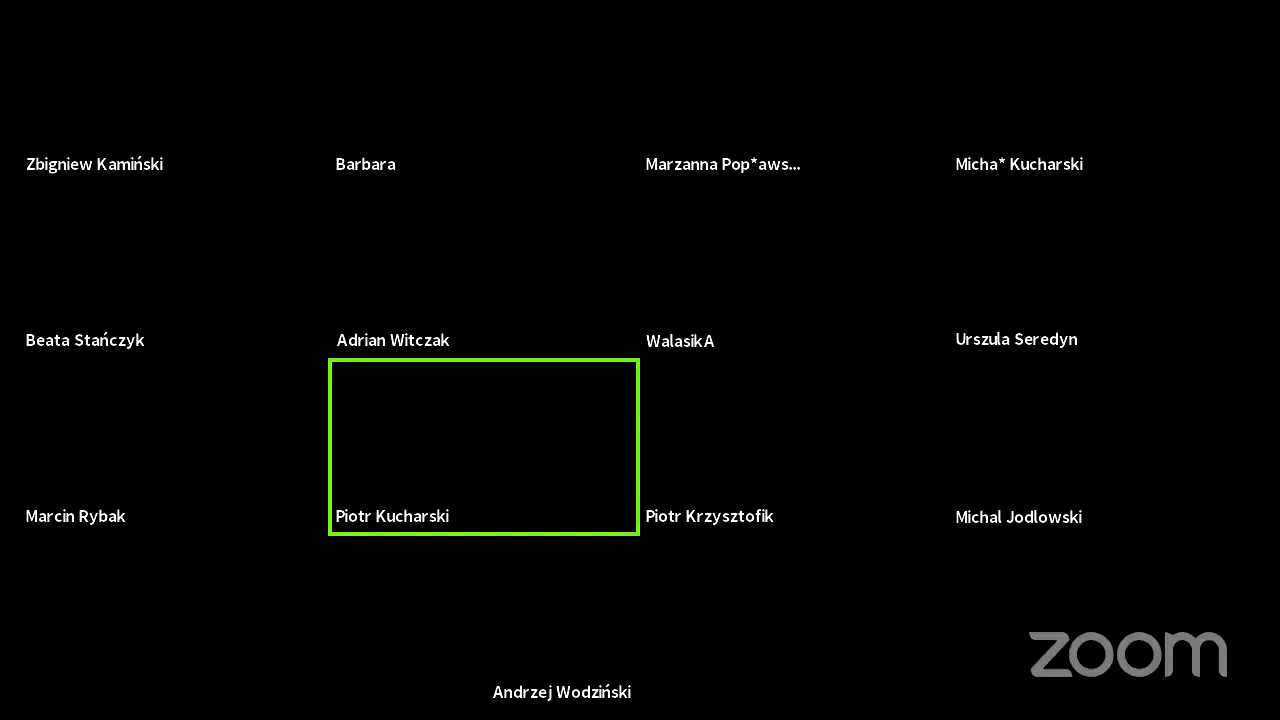 Zbigniew Kamiński
Barbara
Marzanna Pop*aws...
Micha* Kucharski
Beata Stańczyk
Adrian Witczak
WalasikA
Urszula Seredyn
Marcin Rybak
Piotr Kucharski
Piotr Krzysztofik
Michal Jodlowski
zoom
Andrzej Wodziński